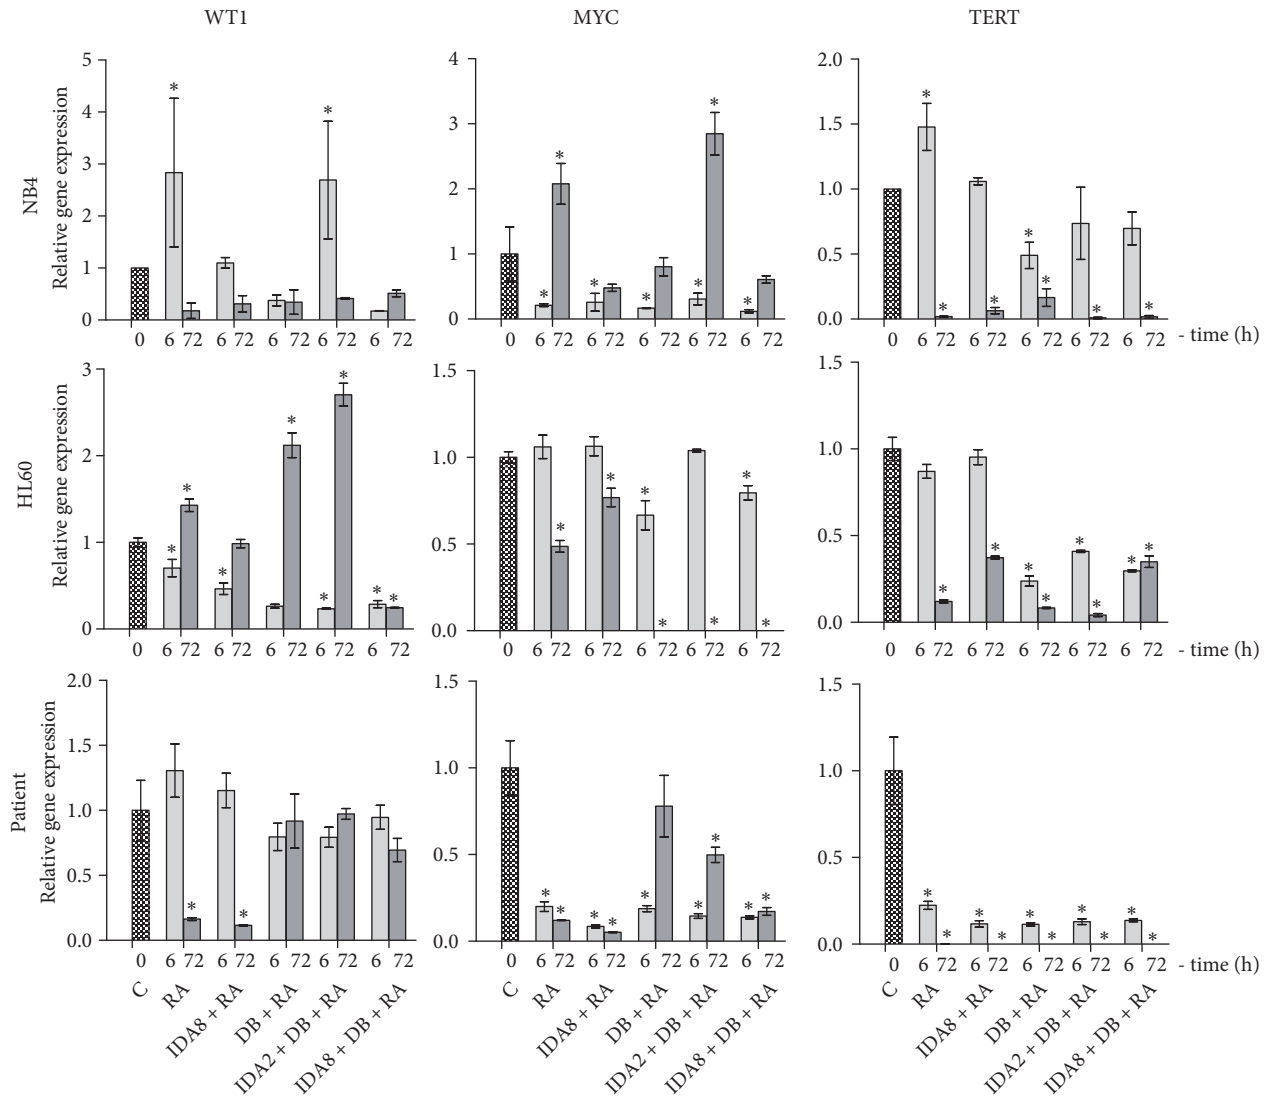 WT1 MYC TERT
NB4
Relative gene expression
5 4 3 2 1 0
* *
0 6 72 6 72 6 72 6 72 6 72
4 3 2 1 0
* * * * * * *
0 6 72 6 72 6 72 6 72 6 72
2.0 1.5 1.0 0.5 0.0
* * * * * * *
0 6 72 6 72 6 72 6 72 6 72 - time (h)
HL60
Relative gene expression
3 2 1 0
* * * * * * * *
0 6 72 6 72 6 72 6 72 6 72
1.5 1.0 0.5 0.0
* * * * * * *
0 6 72 6 72 6 72 6 72 6 72
1.5 1.0 0.5 0.0
* * * * * * * *
0 6 72 6 72 6 72 6 72 6 72 - time (h)
Patient
Relative gene expression
2.0 1.5 1.0 0.5 0.0
* *
0 6 72 6 72 6 72 6 72 6 72
C RA IDA8 + RA DB + RA IDA2 + DB + RA IDA8 + DB + RA
1.5 1.0 0.5 0.0
* * * * * * * * *
0 6 72 6 72 6 72 6 72 6 72
C RA IDA8 + RA DB + RA IDA2 + DB + RA IDA8 + DB + RA
1.5 1.0 0.5 0.0
* * * * * * * * * *
0 6 72 6 72 6 72 6 72 6 72 - time (h)
C RA IDA8 + RA DB + RA IDA2 + DB + RA IDA8 + DB + RA